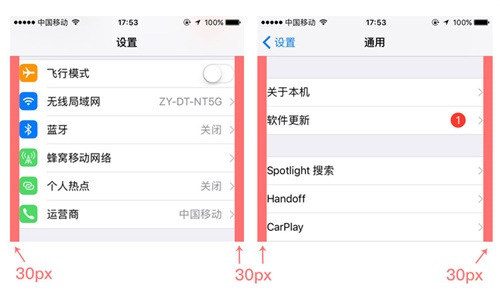 中国移动 17:53 100%
设置
飞行模式
无线局域网 ZY-DT-NT5G
蓝牙 关闭
蜂窝移动网络
个人热点 关闭
运营商 中国移动
30px 30px
中国移动 17:53 100%
设置 通用
关于本机
软件更新 1
Spotlight 搜索
Handoff
CarPlay
30px 30px